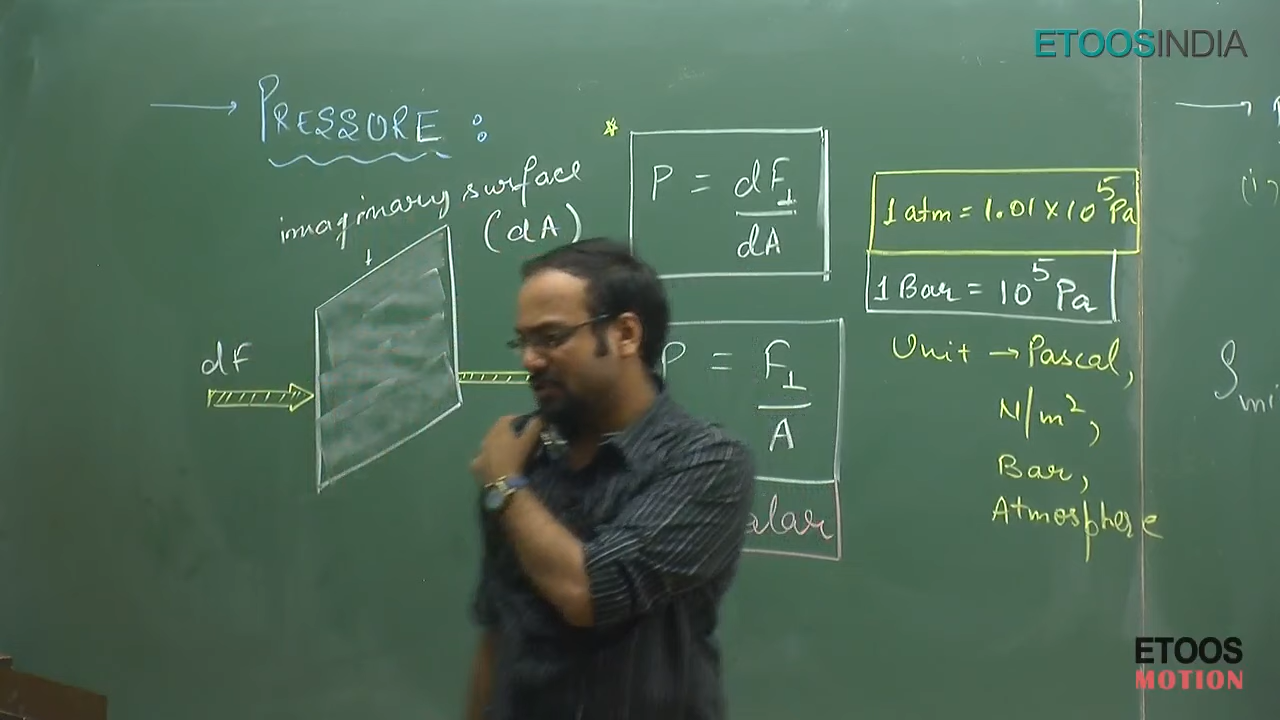 ETOOSINDIA
→ PRESSORE :
imaginary surface
↓ (dA)
dF
* P = dF⊥/dA
P = F⊥/A
alar
1 atm = 1.01 × 10⁵ Pa
1 Bar = 10⁵ Pa
Unit → Pascal,
N/m²,
Bar,
Atmosphere
→
(i)
ETOOS
MOTION